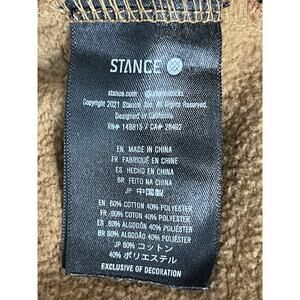 STANCE
stance.com
Copyright 2021 Stance, Inc. All Rights Reserved.
Designed in California
RN# 148815 / CA# 28492
EN. MADE IN CHINA
FR FABRIQUÉ EN CHINE
ES HECHO EN CHINA
BR FEITO NA CHINA
JP 中国製
EN 60% COTTON 40% POLYESTER
FR 60% COTON 40% POLYESTER
ES 60% ALGODÓN 40% POLIÉSTER
BR 60% ALGODÃO 40% POLIÉSTER
JP 60% コットン
40% ポリエステル
EXCLUSIVE OF DECORATION